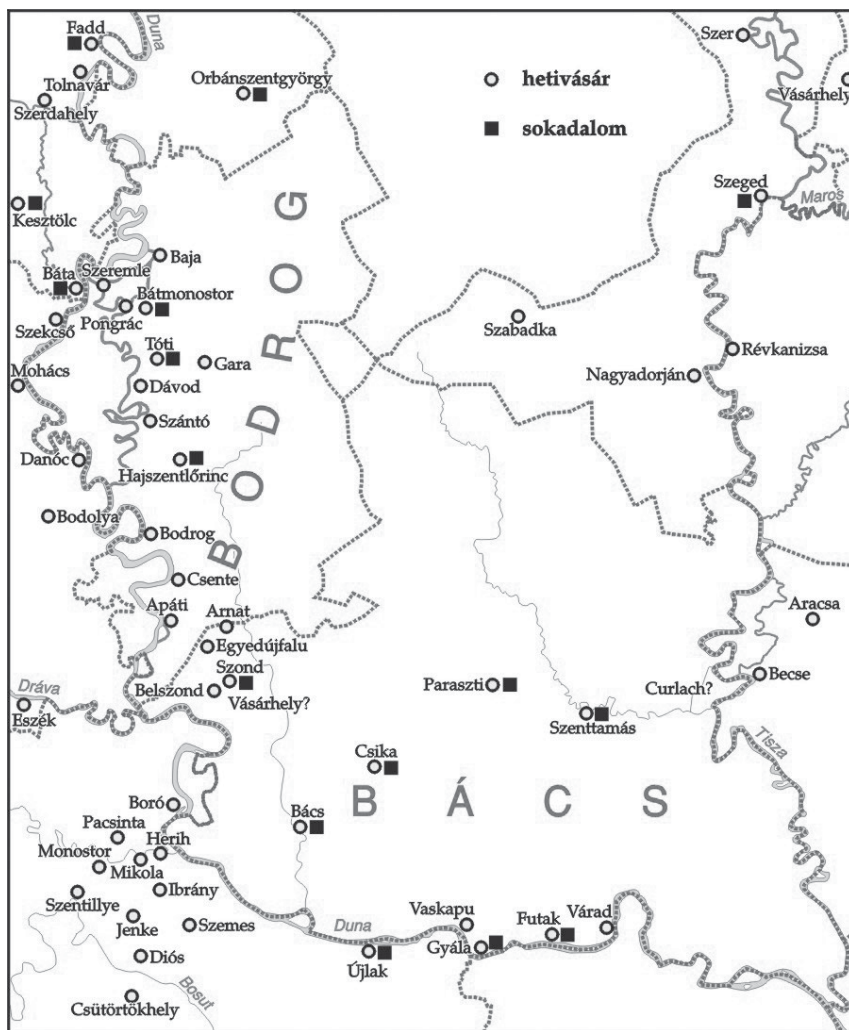 Fadd
Duna
Tolnavár
Szerdahely
Orbánszentgyörgy
hetivásár
sokadalom
Szer
Vásárhely
Kesztölc
Szeged
Maros
Baja
Báta
Szeremle
Bátmonostor
Szekcső
Pongrác
Szabadka
Tóti
Gara
Révkanizsa
Mohács
Dávod
Nagyadorján
Szántó
Danóc
Hajszentlőrinc
BODROG
Bodolya
Bodrog
Csente
Apáti
Arnat
Aracsa
Egyedújfalu
Szond
Belszond
Vásárhely?
Paraszti
Curlach?
Becse
Dráva
Eszék
Szenttamás
Tisza
Csika
BÁCS
Boró
Bács
Pacsinta
Herih
Monostor
Mikola
Ibrány
Szentillye
Jenke
Szemes
Duna
Vaskapu
Futak
Várad
Gyála
Újlak
Diós
Bosut
Csütörtökhely